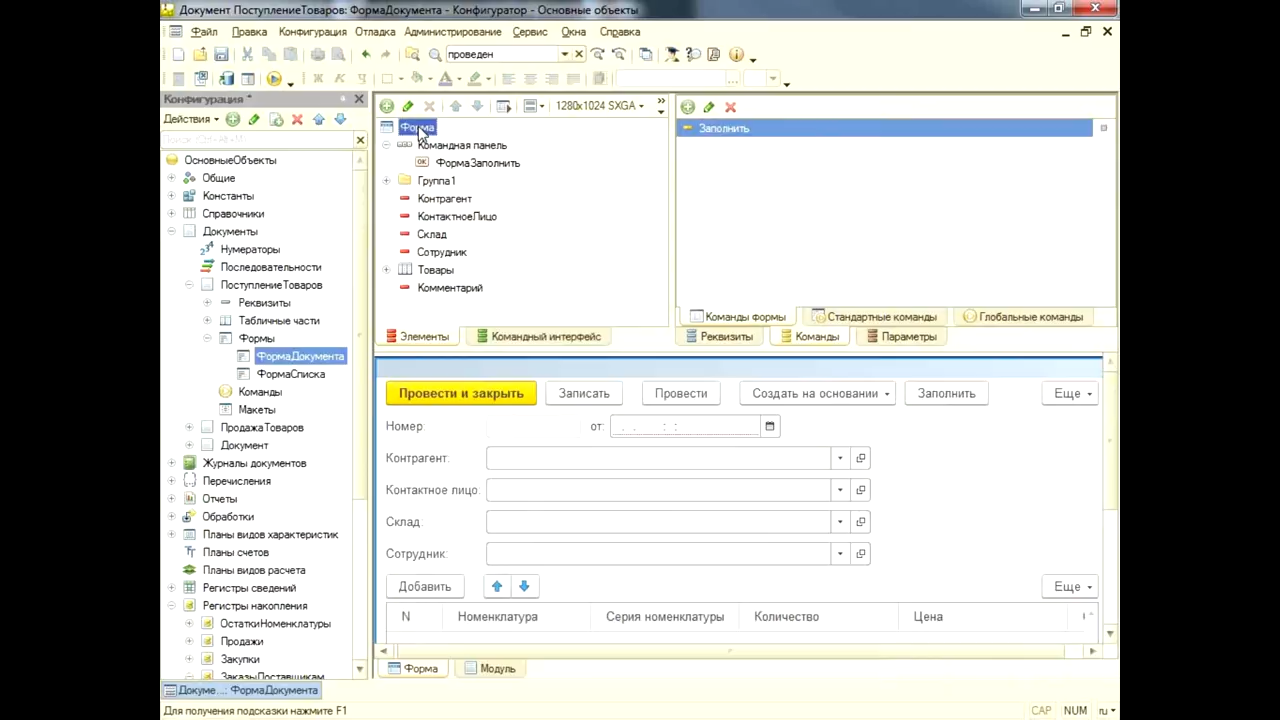 Документ ПоступлениеТоваров: ФормаДокумента - Конфигуратор - Основные объекты
Файл Правка Конфигурация Отладка Администрирование Сервис Окна Справка
проведен
Ж К Ч
Конфигурация *
Действия
Поиск (Ctrl+Alt+M)
ОсновныеОбъекты
Общие
Константы
Справочники
Документы
Нумераторы
Последовательности
ПоступлениеТоваров
Реквизиты
Табличные части
Формы
ФормаДокумента
ФормаСписка
Команды
Макеты
ПродажаТоваров
Документ
Журналы документов
Перечисления
Отчеты
Обработки
Планы видов характеристик
Планы счетов
Планы видов расчета
Регистры сведений
Регистры накопления
ОстаткиНоменклатуры
Продажи
Закупки
ЗаказыПоставщикам
1280x1024 SXGA
Форма
Командная панель
ФормаЗаполнить
Группа1
Контрагент
КонтактноеЛицо
Склад
Сотрудник
Товары
Комментарий
Элементы Командный интерфейс
Заполнить
Команды формы Стандартные команды Глобальные команды
Реквизиты Команды Параметры
Провести и закрыть Записать Провести Создать на основании Заполнить Еще
Номер: от: . . : :
Контрагент:
Контактное лицо:
Склад:
Сотрудник:
Добавить Еще
N Номенклатура Серия номенклатуры Количество Цена
Форма Модуль
Докуме...: ФормаДокумента
Для получения подсказки нажмите F1 CAP NUM ru